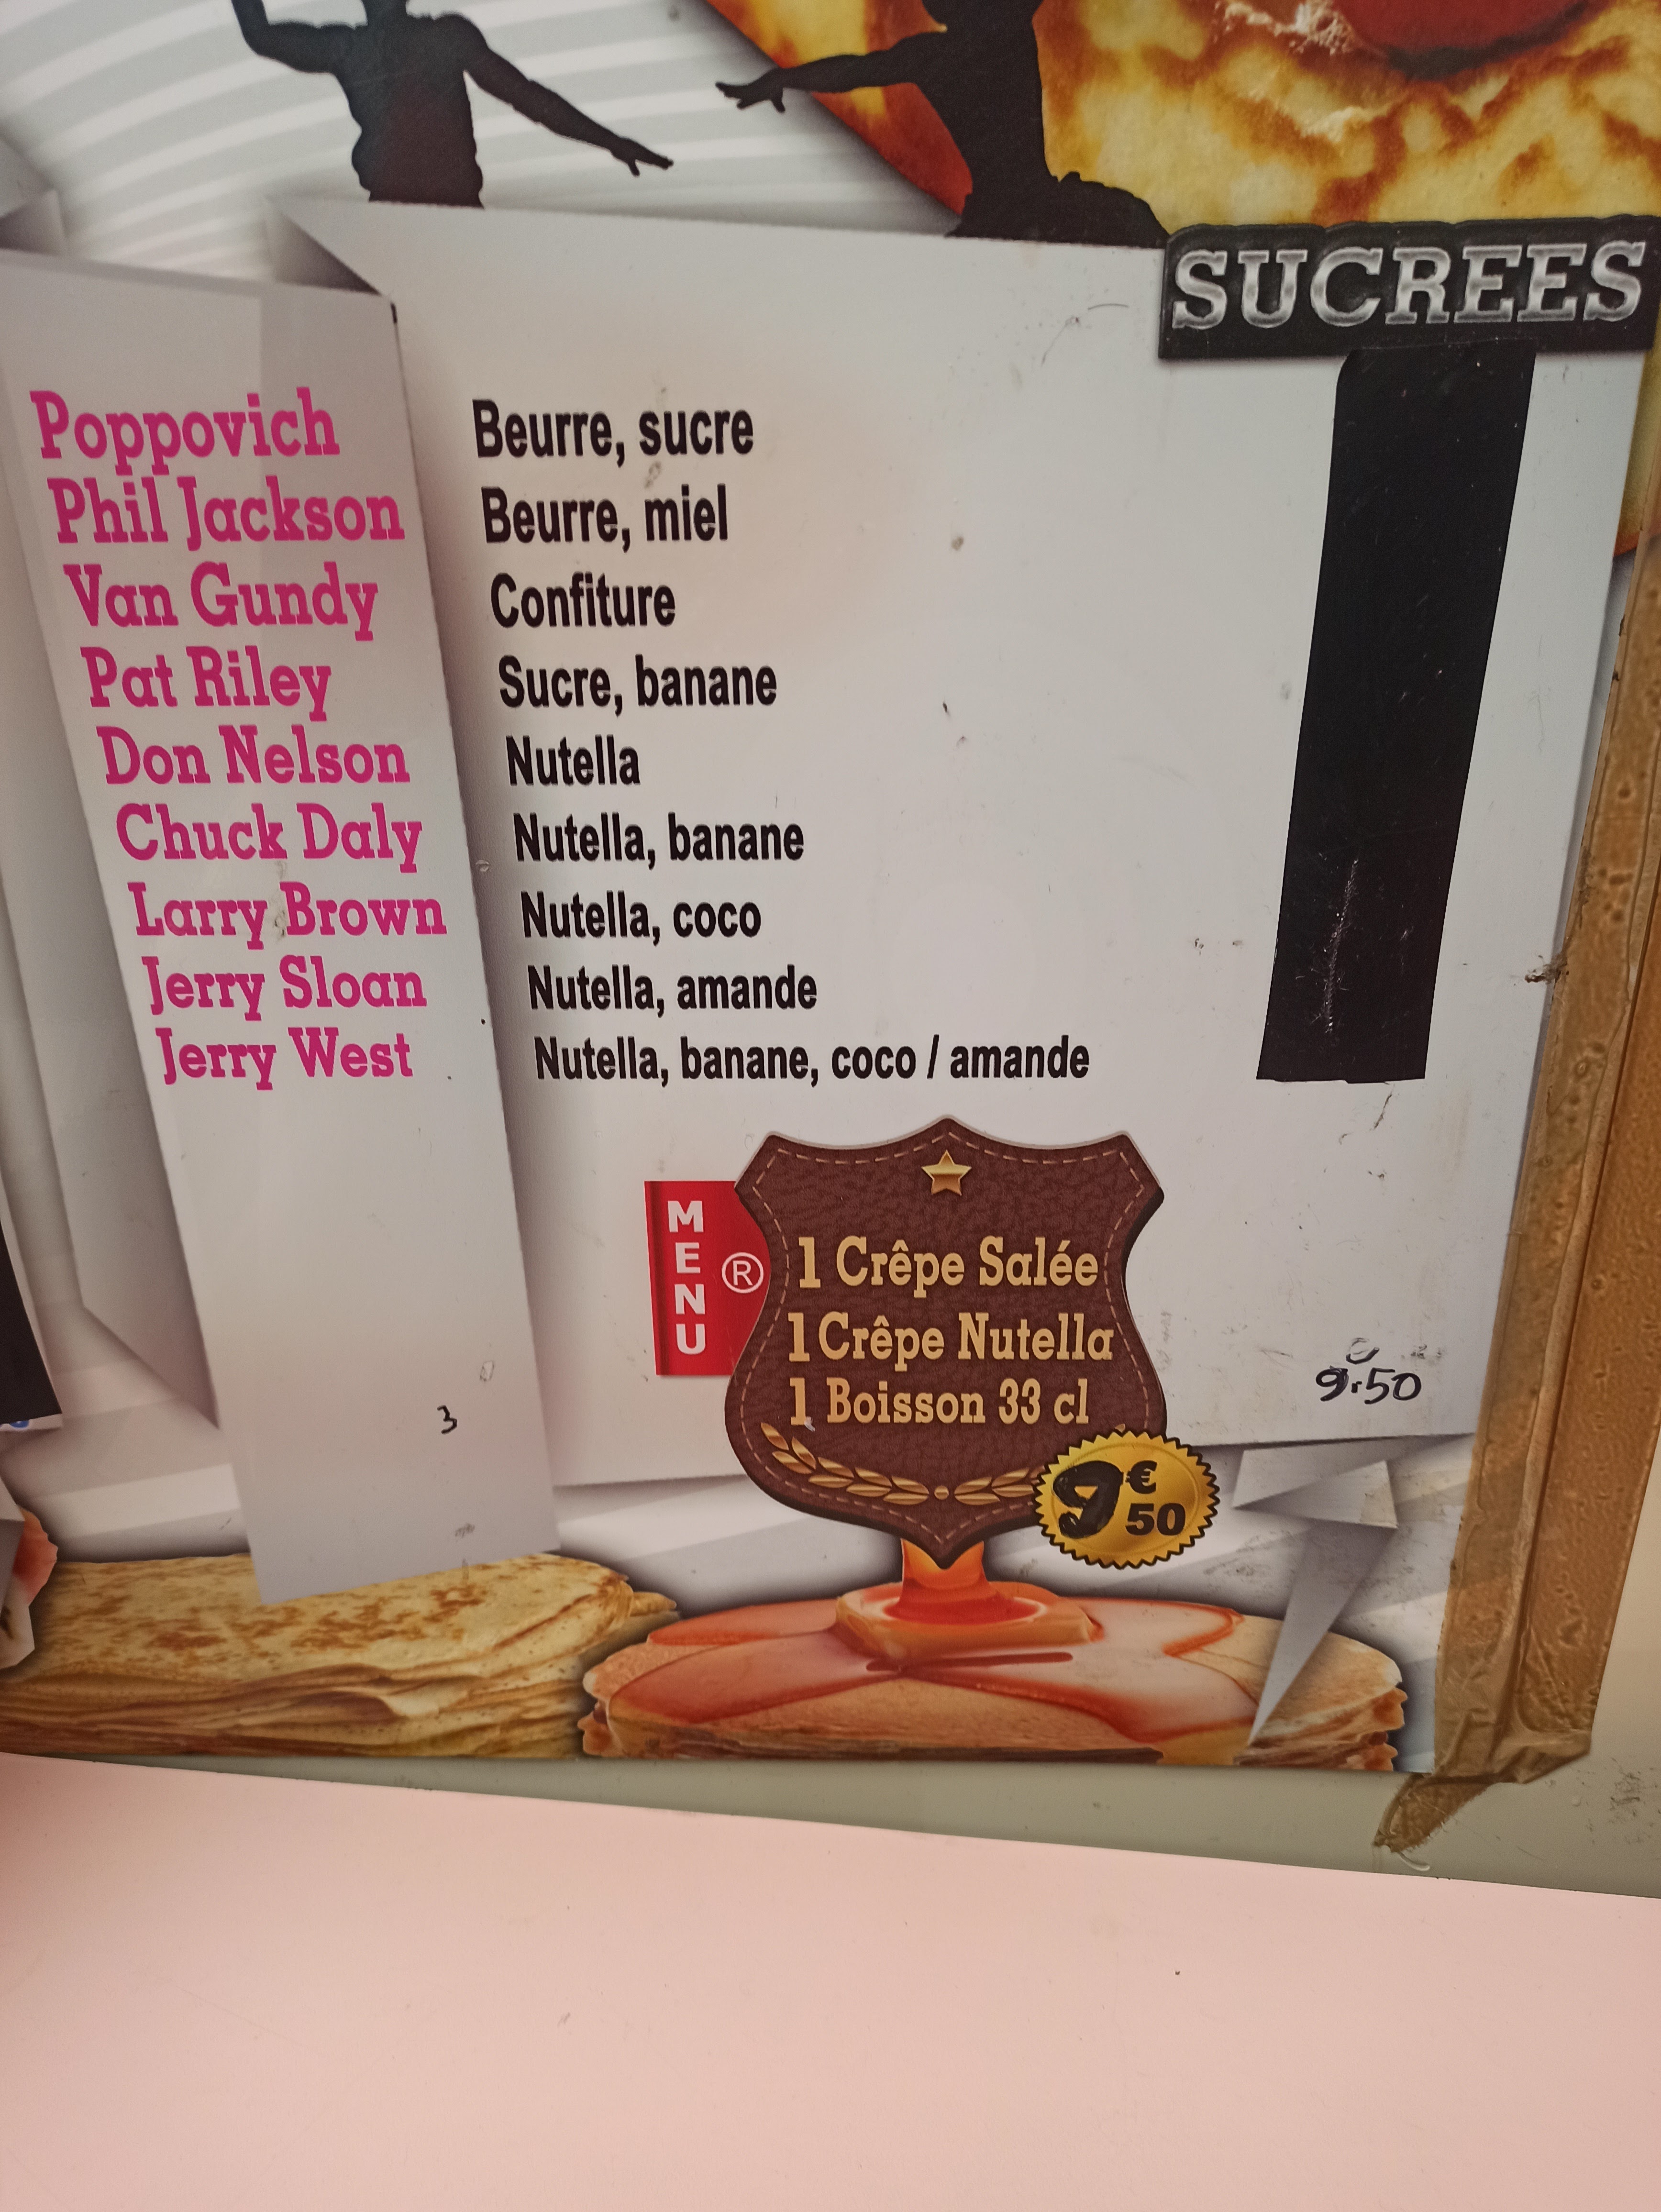 SUCREES
Poppovich Beurre, sucre
Phil Jackson Beurre, miel
Van Gundy Confiture
Pat Riley Sucre, banane
Don Nelson Nutella
Chuck Daly Nutella, banane
Larry Brown Nutella, coco
Jerry Sloan Nutella, amande
Jerry West Nutella, banane, coco / amande
MENU ®
1 Crêpe Salée
1 Crêpe Nutella
1 Boisson 33 cl
9.50
3
9€50